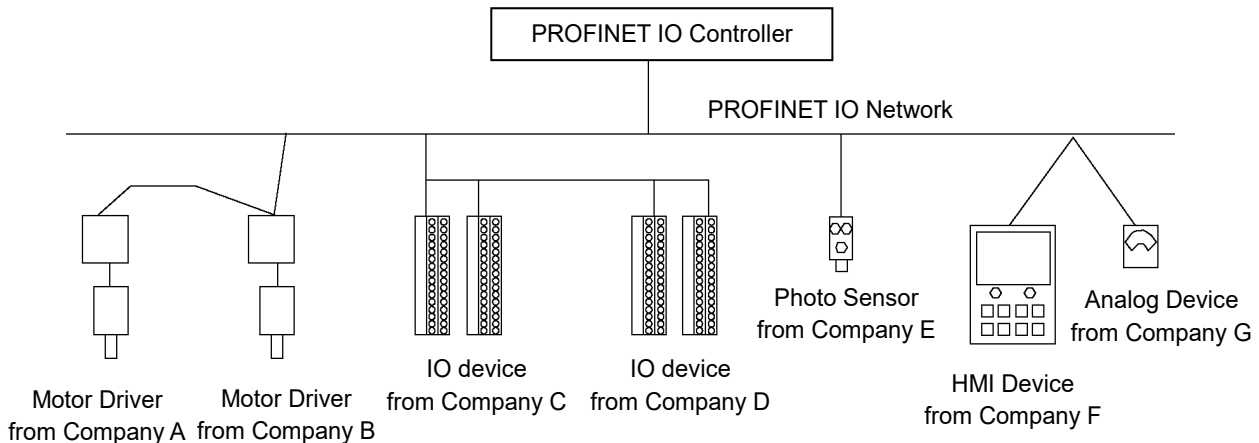 PROFINET IO Controller
PROFINET IO Network
Motor Driver
from Company A
Motor Driver
from Company B
IO device
from Company C
IO device
from Company D
Photo Sensor
from Company E
HMI Device
from Company F
Analog Device
from Company G